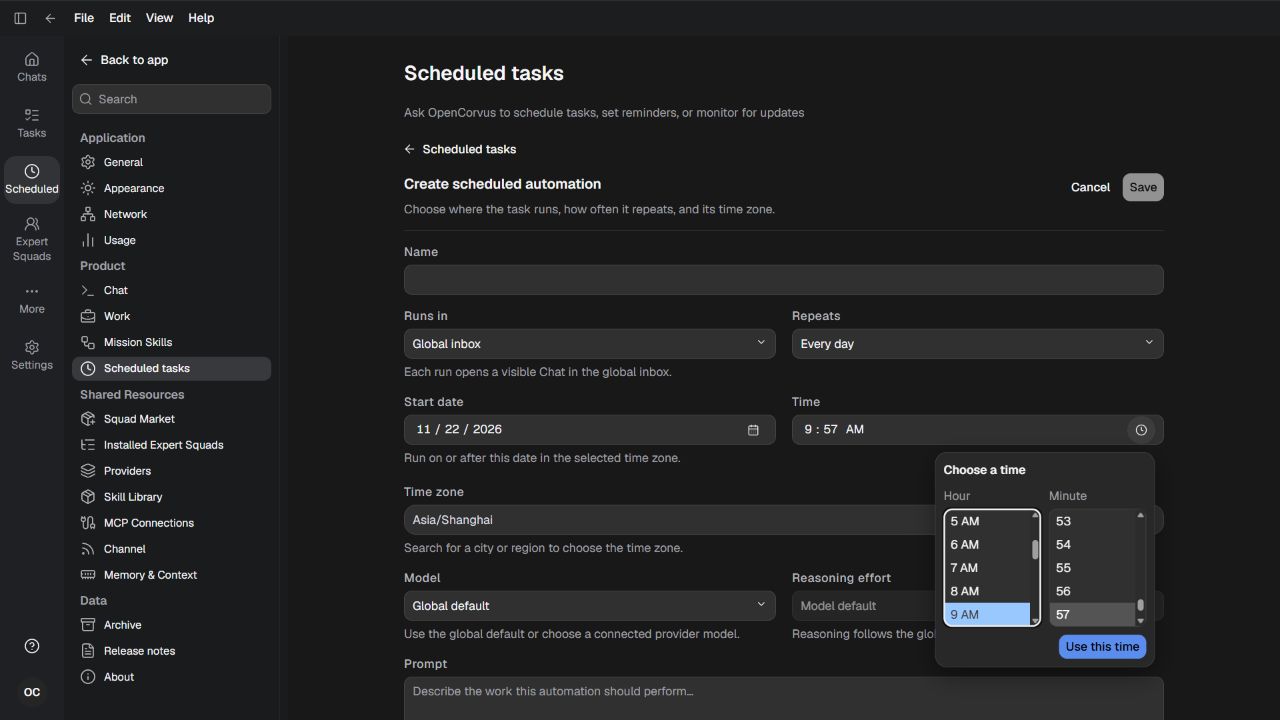 File Edit View Help
Chats
Tasks
Scheduled
Expert
Squads
More
Settings
OC
Back to app
Search
Application
General
Appearance
Network
Usage
Product
Chat
Work
Mission Skills
Scheduled tasks
Shared Resources
Squad Market
Installed Expert Squads
Providers
Skill Library
MCP Connections
Channel
Memory & Context
Data
Archive
Release notes
About
Scheduled tasks
Ask OpenCorvus to schedule tasks, set reminders, or monitor for updates
Scheduled tasks
Create scheduled automation
Cancel Save
Choose where the task runs, how often it repeats, and its time zone.
Name
Runs in Repeats
Global inbox Every day
Each run opens a visible Chat in the global inbox.
Start date Time
11 / 22 / 2026 9 : 57 AM
Run on or after this date in the selected time zone.
Time zone
Asia/Shanghai
Search for a city or region to choose the time zone.
Model Reasoning effort
Global default Model default
Use the global default or choose a connected provider model. Reasoning follows the glo
Prompt
Describe the work this automation should perform…
Choose a time
Hour Minute
5 AM 53
6 AM 54
7 AM 55
8 AM 56
9 AM 57
Use this time